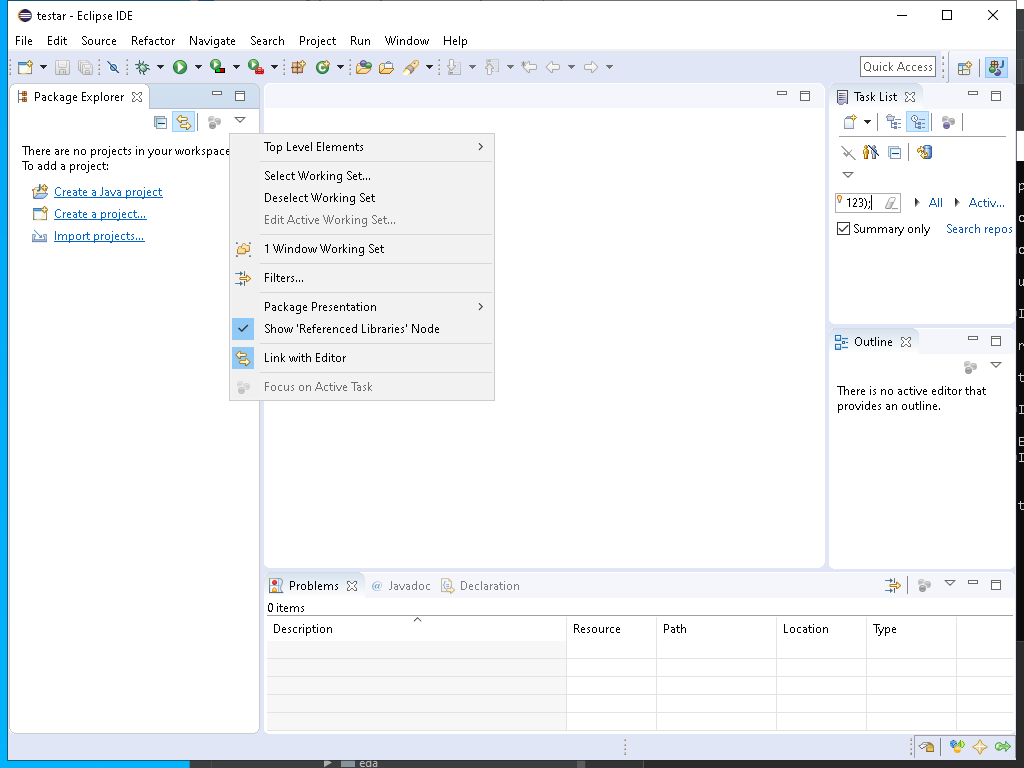 testar - Eclipse IDE
File Edit Source Refactor Navigate Search Project Run Window Help
Quick Access
Package Explorer
There are no projects in your workspace
To add a project:
Create a Java project
Create a project...
Import projects...
Top Level Elements
Select Working Set...
Deselect Working Set
Edit Active Working Set...
1 Window Working Set
Filters...
Package Presentation
Show 'Referenced Libraries' Node
Link with Editor
Focus on Active Task
Task List
123);
All
Activ...
Summary only
Search repos
Outline
There is no active editor that
provides an outline.
Problems
@ Javadoc
Declaration
0 items
Description Resource Path Location Type
eda